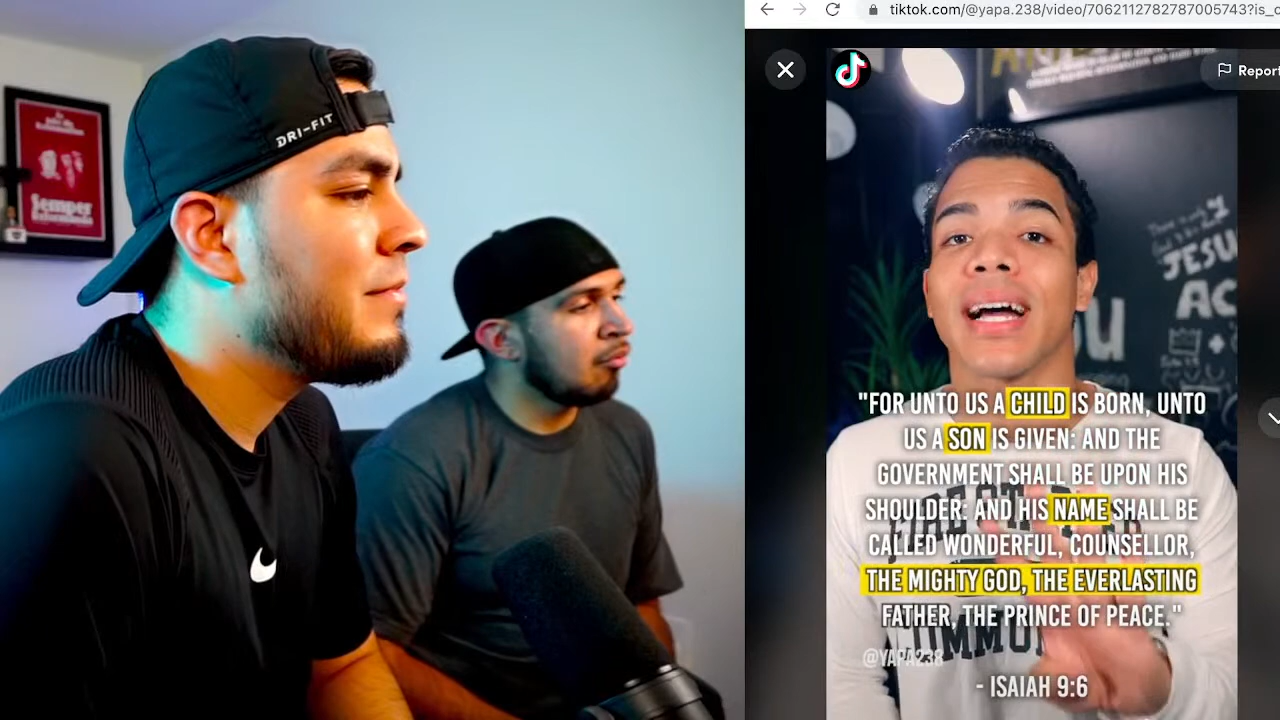 tiktok.com/@yapa.238/video/7062112782787005743?is_c
Report
DRI-FIT
Semper
Reformanda
JESU
AC
"FOR UNTO US A CHILD IS BORN, UNTO
US A SON IS GIVEN: AND THE
GOVERNMENT SHALL BE UPON HIS
SHOULDER: AND HIS NAME SHALL BE
CALLED WONDERFUL, COUNSELLOR,
THE MIGHTY GOD, THE EVERLASTING
FATHER, THE PRINCE OF PEACE."
@YAPA238
- ISAIAH 9:6